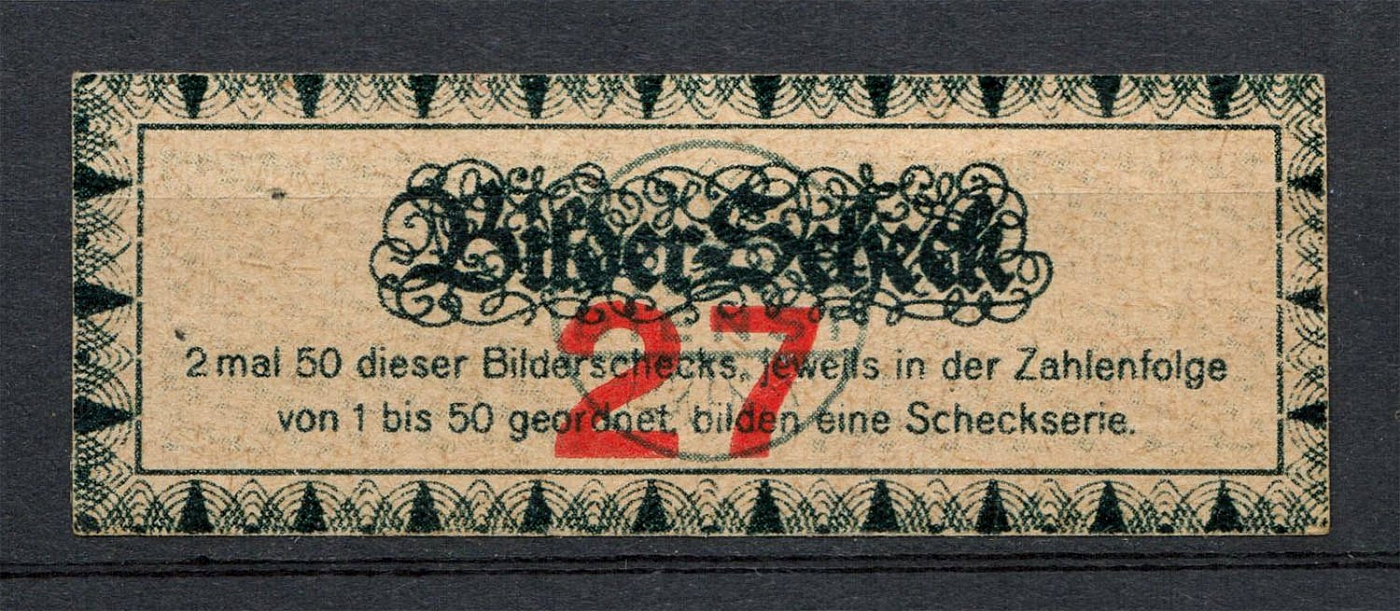 Bilder Scheck
27
2 mal 50 dieser Bilderschecks, jeweils in der Zahlenfolge
von 1 bis 50 geordnet, bilden eine Scheckserie.